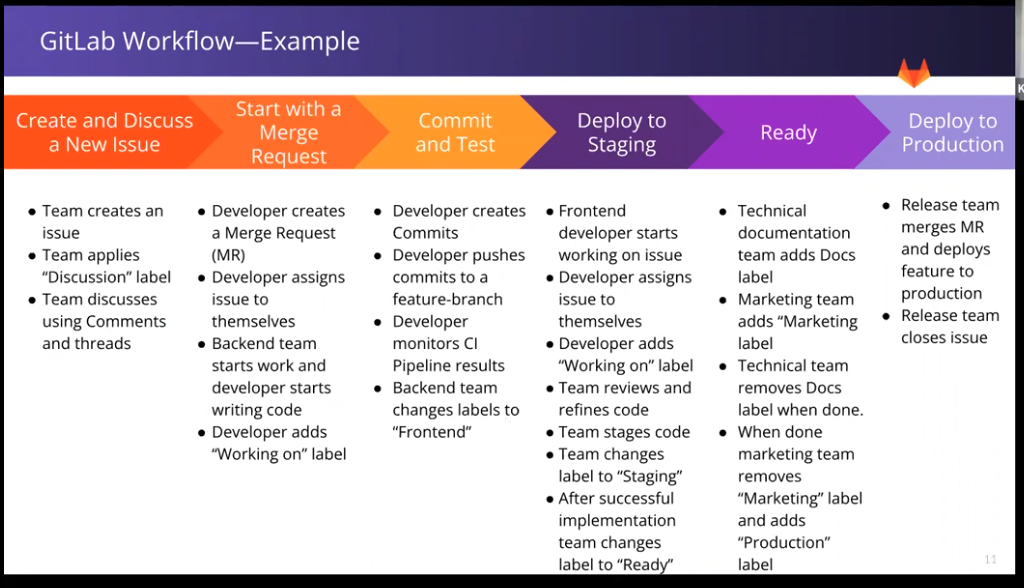 GitLab Workflow—Example
Create and Discuss
a New Issue
Start with a
Merge
Request
Commit
and Test
Deploy to
Staging
Ready
Deploy to
Production
● Team creates an
issue
● Team applies
“Discussion” label
● Team discusses
using Comments
and threads
● Developer creates
a Merge Request
(MR)
● Developer assigns
issue to
themselves
● Backend team
starts work and
developer starts
writing code
● Developer adds
“Working on” label
● Developer creates
Commits
● Developer pushes
commits to a
feature-branch
● Developer
monitors CI
Pipeline results
● Backend team
changes labels to
“Frontend”
● Frontend
developer starts
working on issue
● Developer assigns
issue to
themselves
● Developer adds
“Working on” label
● Team reviews and
refines code
● Team stages code
● Team changes
label to “Staging”
● After successful
implementation
team changes
label to “Ready”
● Technical
documentation
team adds Docs
label
● Marketing team
adds “Marketing
label
● Technical team
removes Docs
label when done.
● When done
marketing team
removes
“Marketing” label
and adds
“Production”
label
● Release team
merges MR
and deploys
feature to
production
● Release team
closes issue
11
K